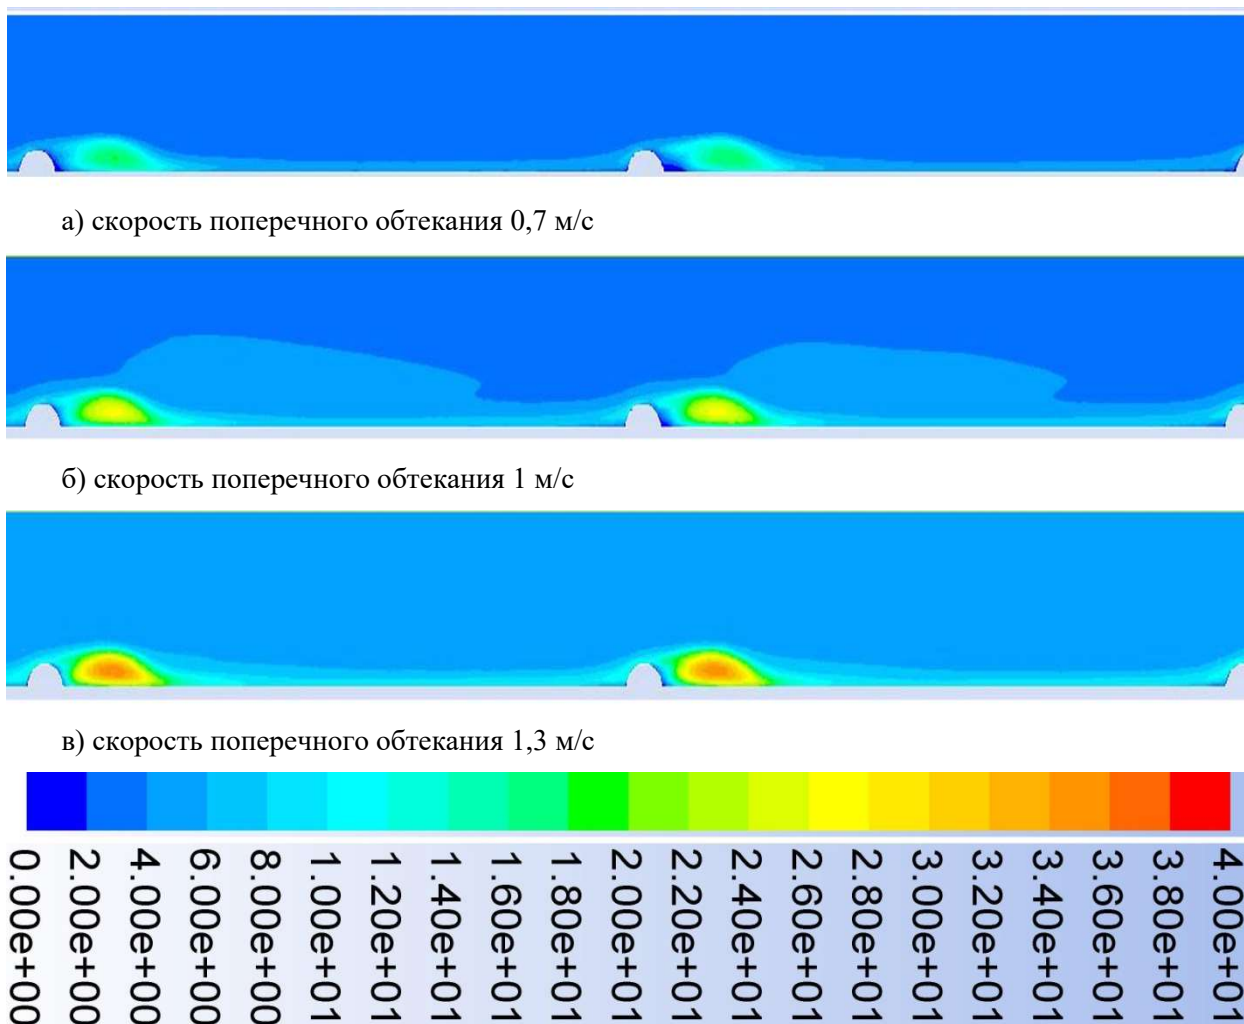 а) скорость поперечного обтекания 0,7 м/с
б) скорость поперечного обтекания 1 м/с
в) скорость поперечного обтекания 1,3 м/с
0.00e+00
2.00e+00
4.00e+00
6.00e+00
8.00e+00
1.00e+01
1.20e+01
1.40e+01
1.60e+01
1.80e+01
2.00e+01
2.20e+01
2.40e+01
2.60e+01
2.80e+01
3.00e+01
3.20e+01
3.40e+01
3.60e+01
3.80e+01
4.00e+01